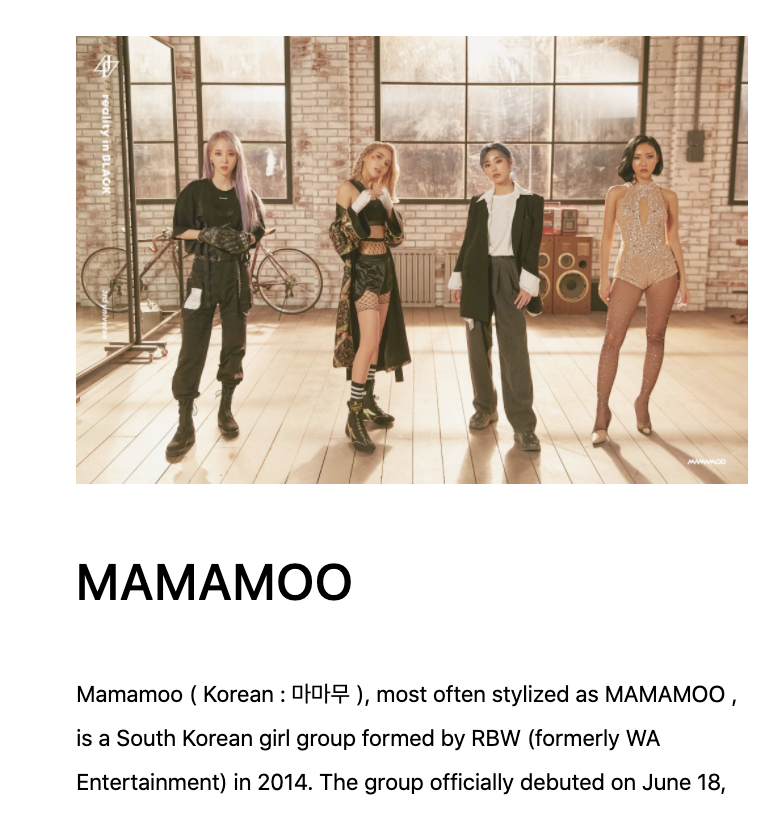 reality in BLACK
2nd universe
MAMAMOO
MAMAMOO
Mamamoo ( Korean : 마마무 ), most often stylized as MAMAMOO ,
is a South Korean girl group formed by RBW (formerly WA
Entertainment) in 2014. The group officially debuted on June 18,